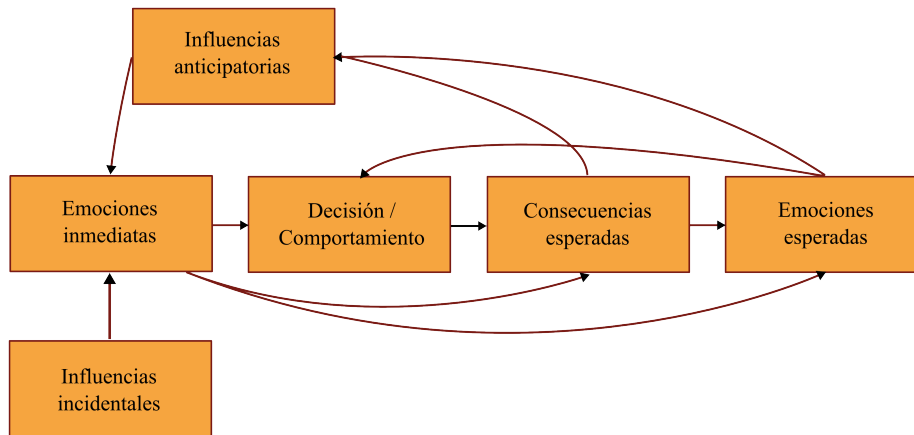 Influencias
anticipatorias
Emociones
inmediatas
Decisión /
Comportamiento
Consecuencias
esperadas
Emociones
esperadas
Influencias
incidentales